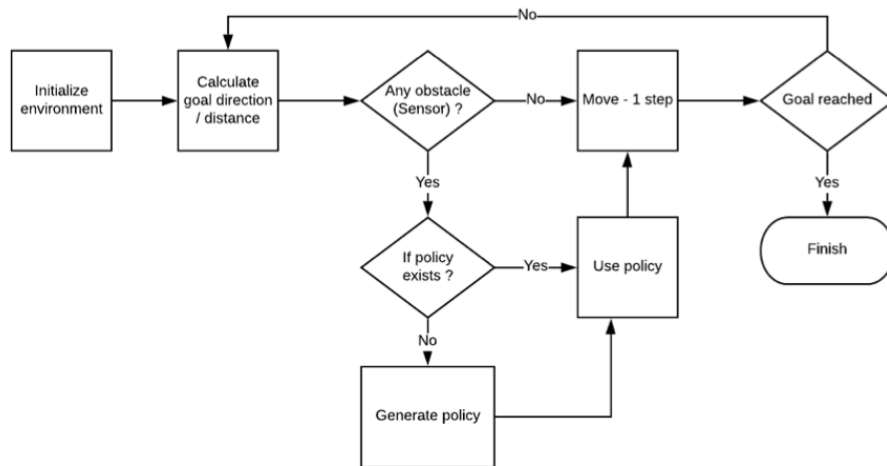 No
Initialize
environment
Calculate
goal direction
/ distance
Any obstacle
(Sensor) ?
No
Move - 1 step
Goal reached
Yes
Yes
If policy
exists ?
Yes
Use policy
Finish
No
Generate policy